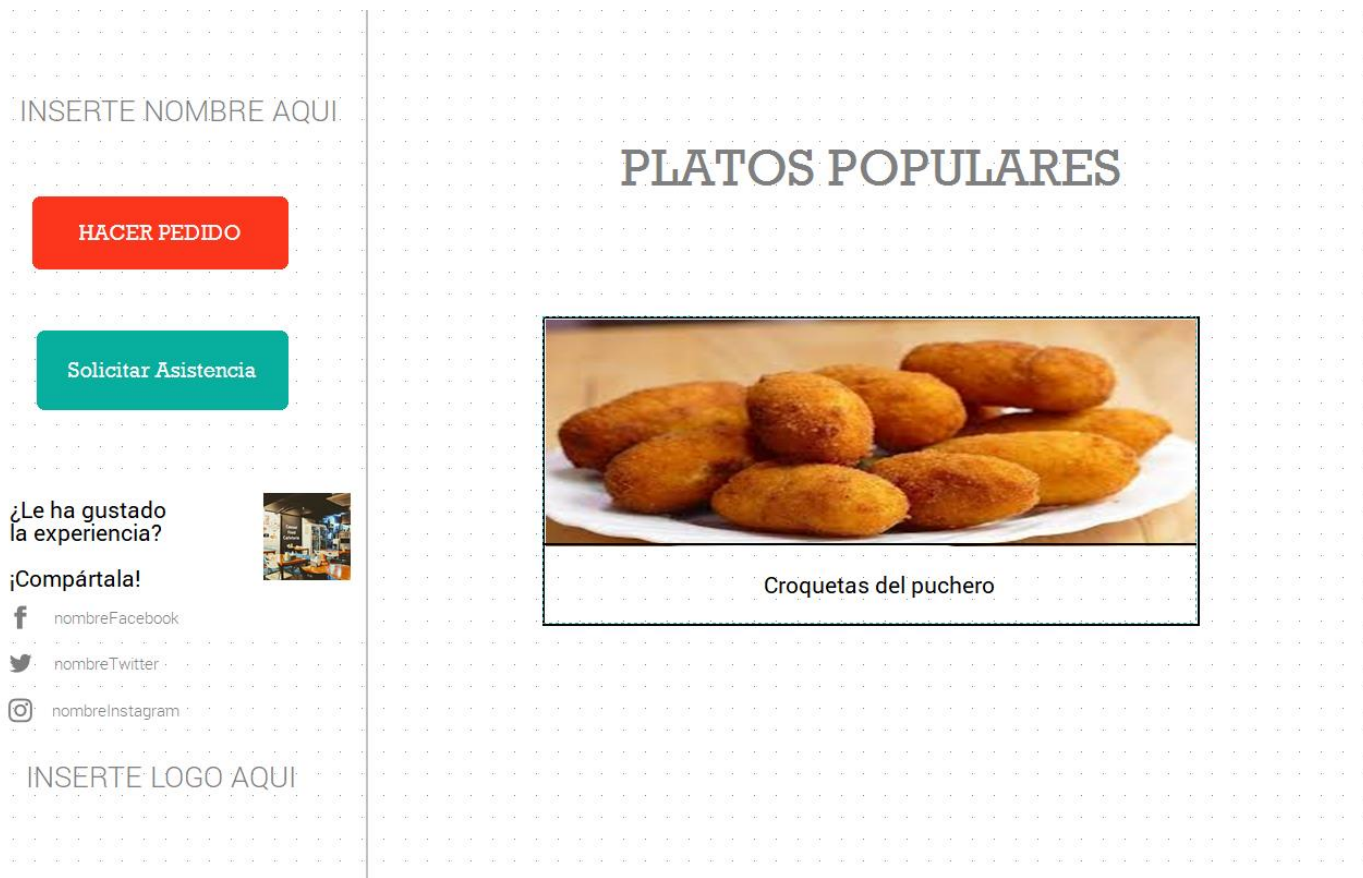 INSERTE NOMBRE AQUI
HACER PEDIDO
Solicitar Asistencia
¿Le ha gustado
la experiencia?
¡Compártala!
nombreFacebook
nombreTwitter
nombreInstagram
INSERTE LOGO AQUI
PLATOS POPULARES
Croquetas del puchero